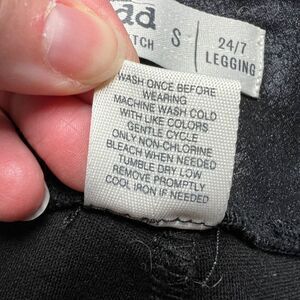 dd
TCH
S
24/7
LEGGING
WASH ONCE BEFORE
WEARING
MACHINE WASH COLD
WITH LIKE COLORS
GENTLE CYCLE
ONLY NON-CHLORINE
BLEACH WHEN NEEDED
TUMBLE DRY LOW
REMOVE PROMPTLY
COOL IRON IF NEEDED